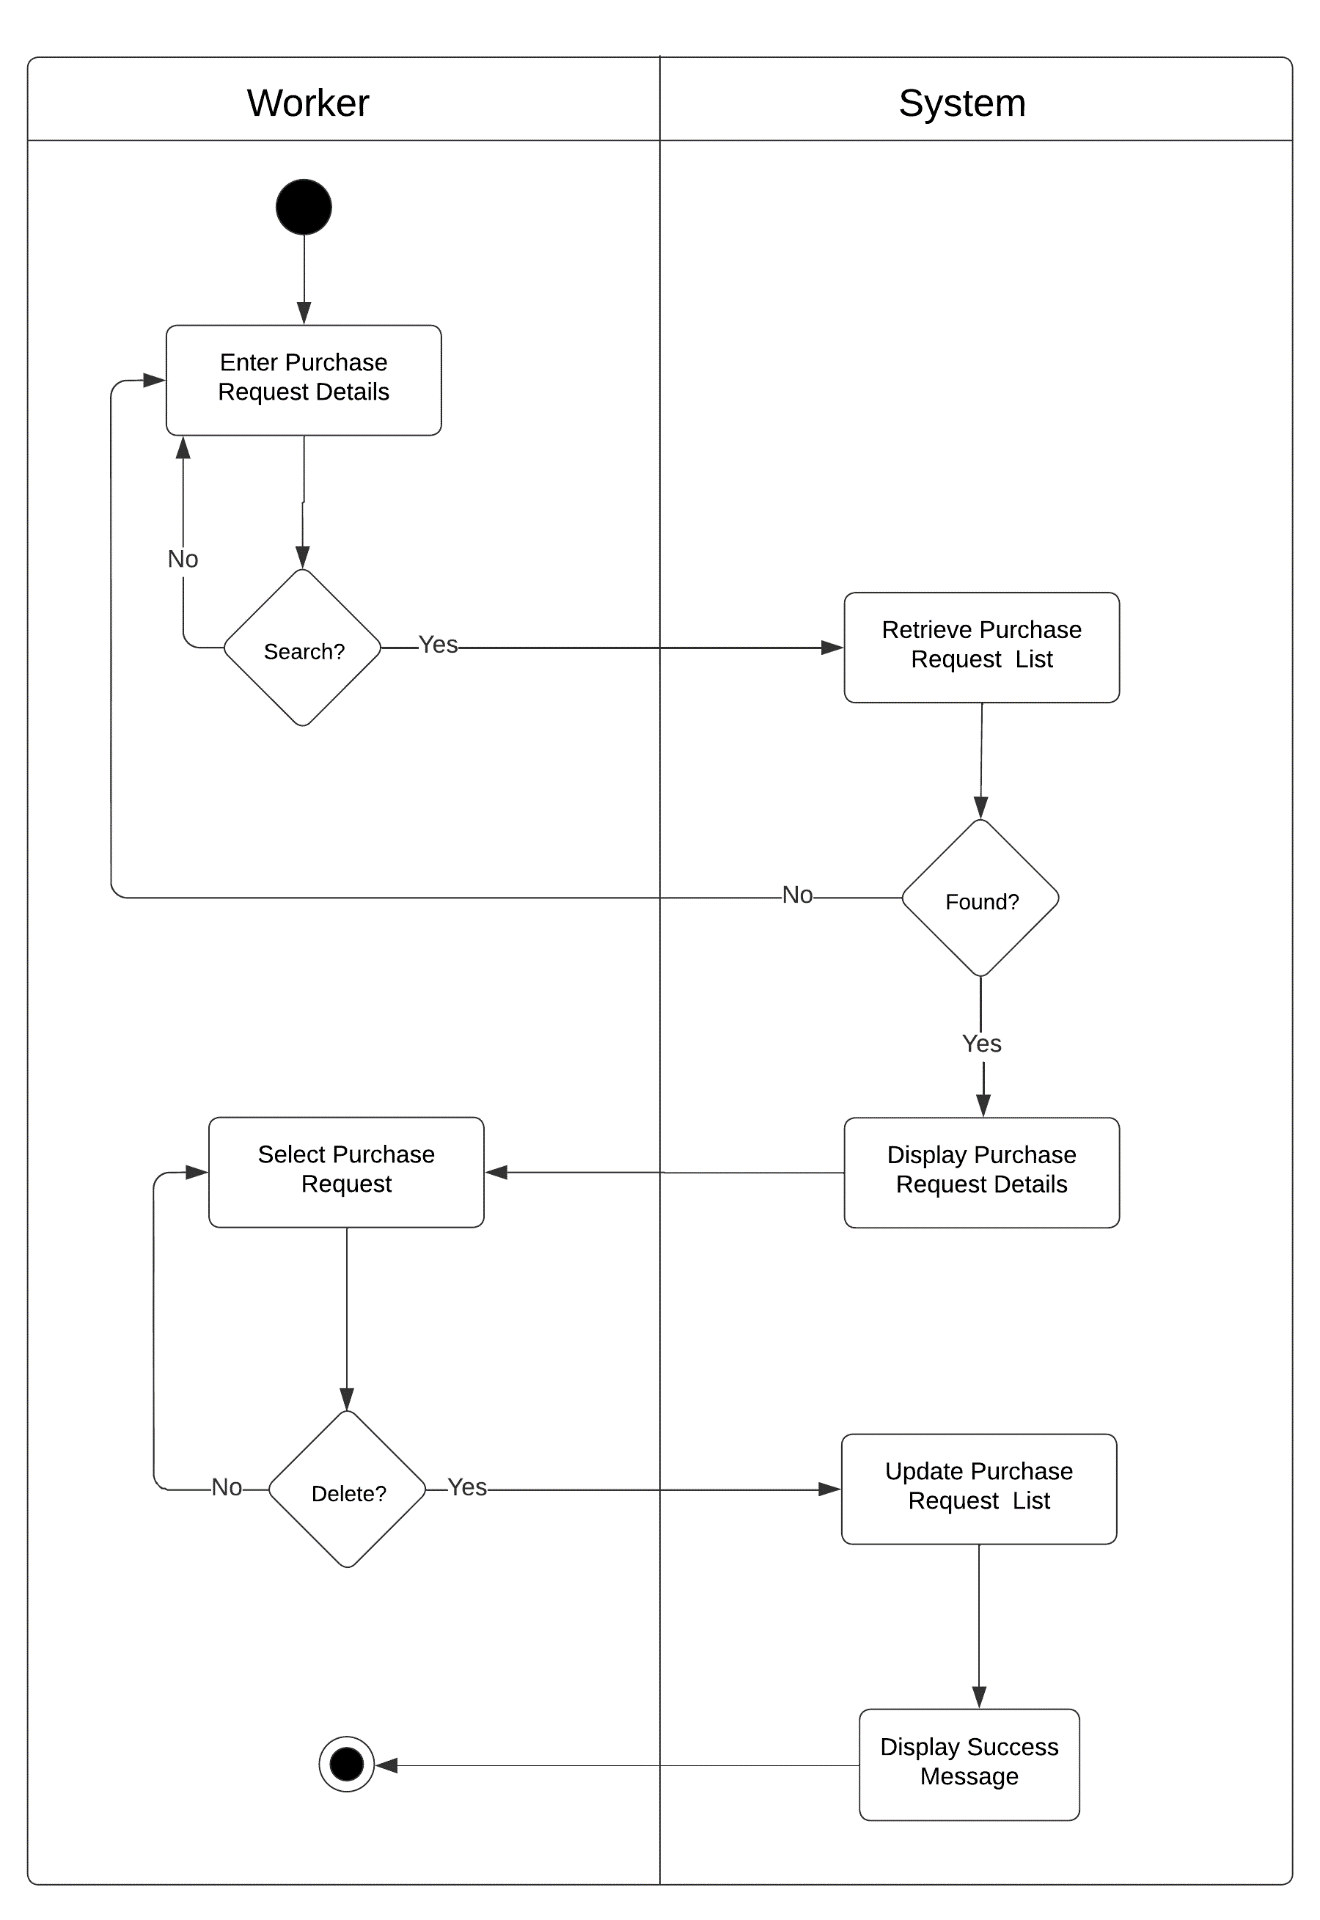 Worker
System
Enter Purchase
Request Details
No
Search?
Yes
Retrieve Purchase
Request  List
No
Found?
Yes
Select Purchase
Request
Display Purchase
Request Details
No
Delete?
Yes
Update Purchase
Request  List
Display Success
Message